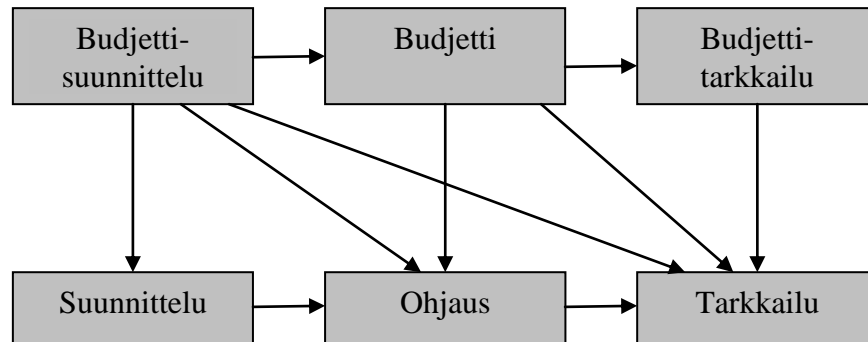 Budjetti-
suunnittelu
Budjetti
Budjetti-
tarkkailu
Suunnittelu
Ohjaus
Tarkkailu